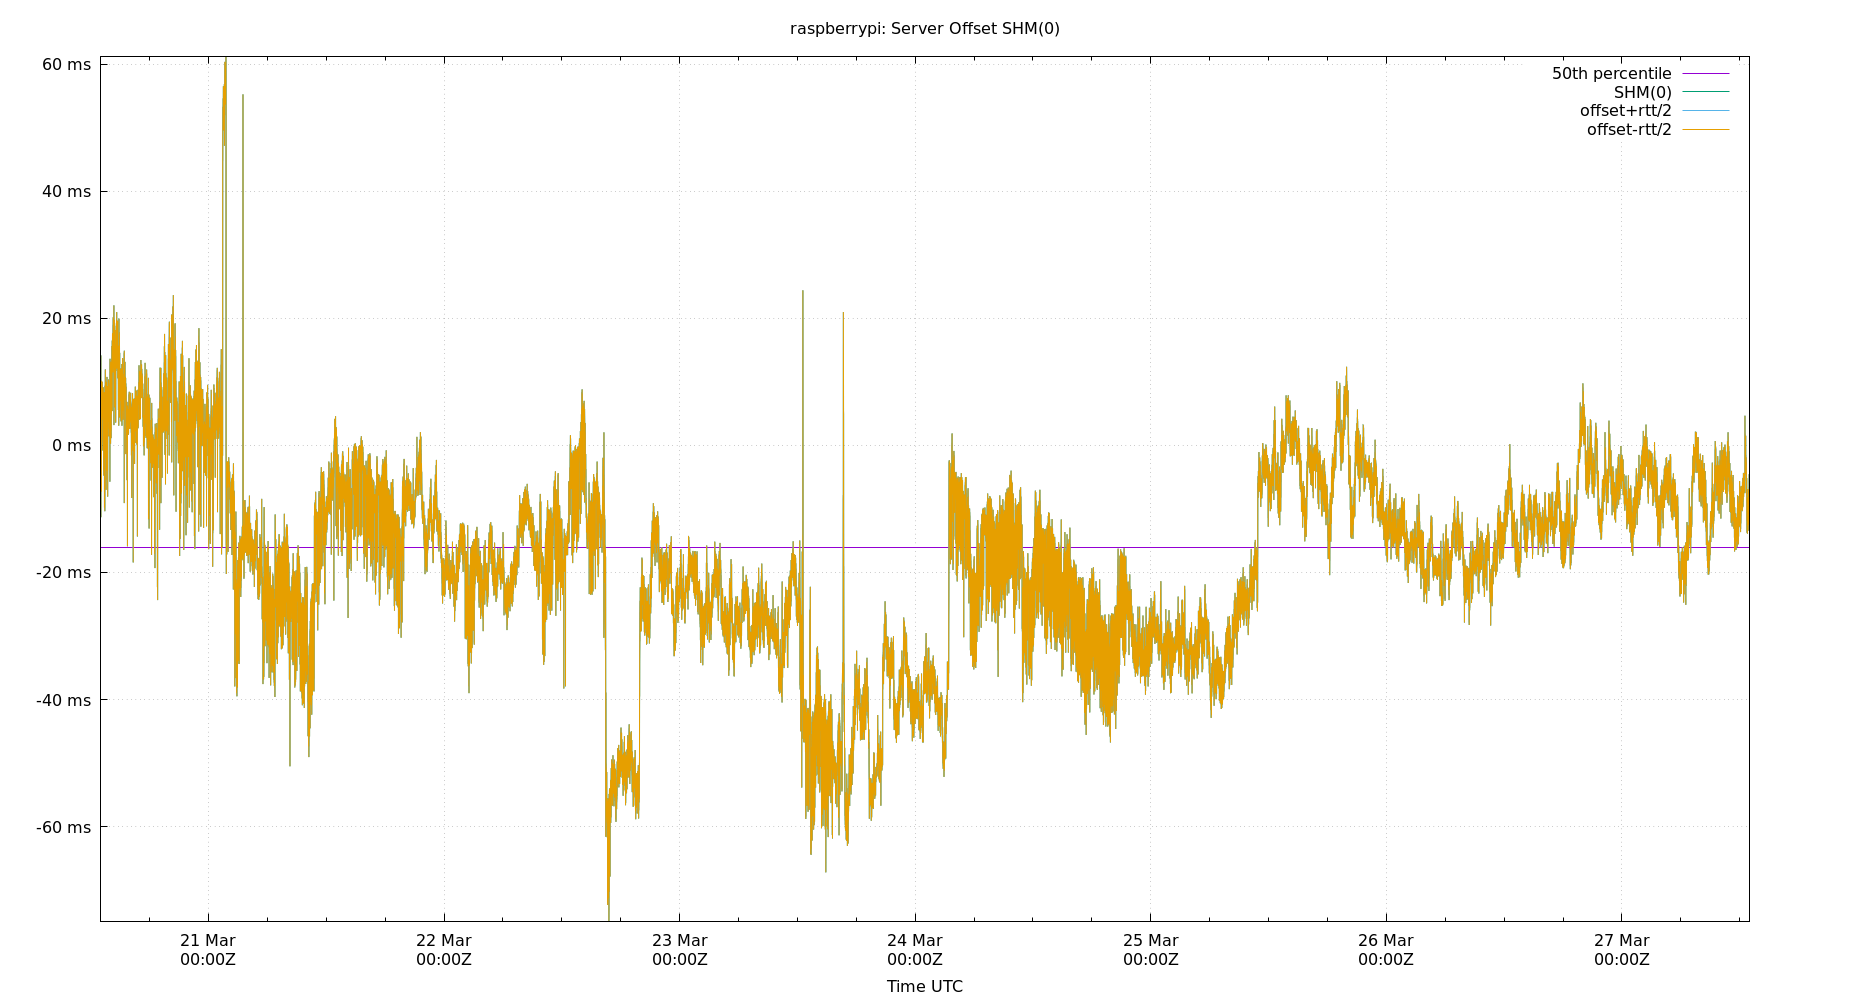 raspberrypi: Server Offset SHM(0)
60 ms
40 ms
20 ms
0 ms
-20 ms
-40 ms
-60 ms
50th percentile
SHM(0)
offset+rtt/2
offset-rtt/2
21 Mar 22 Mar 23 Mar 24 Mar 25 Mar 26 Mar 27 Mar
00:00Z 00:00Z 00:00Z 00:00Z 00:00Z 00:00Z 00:00Z
Time UTC